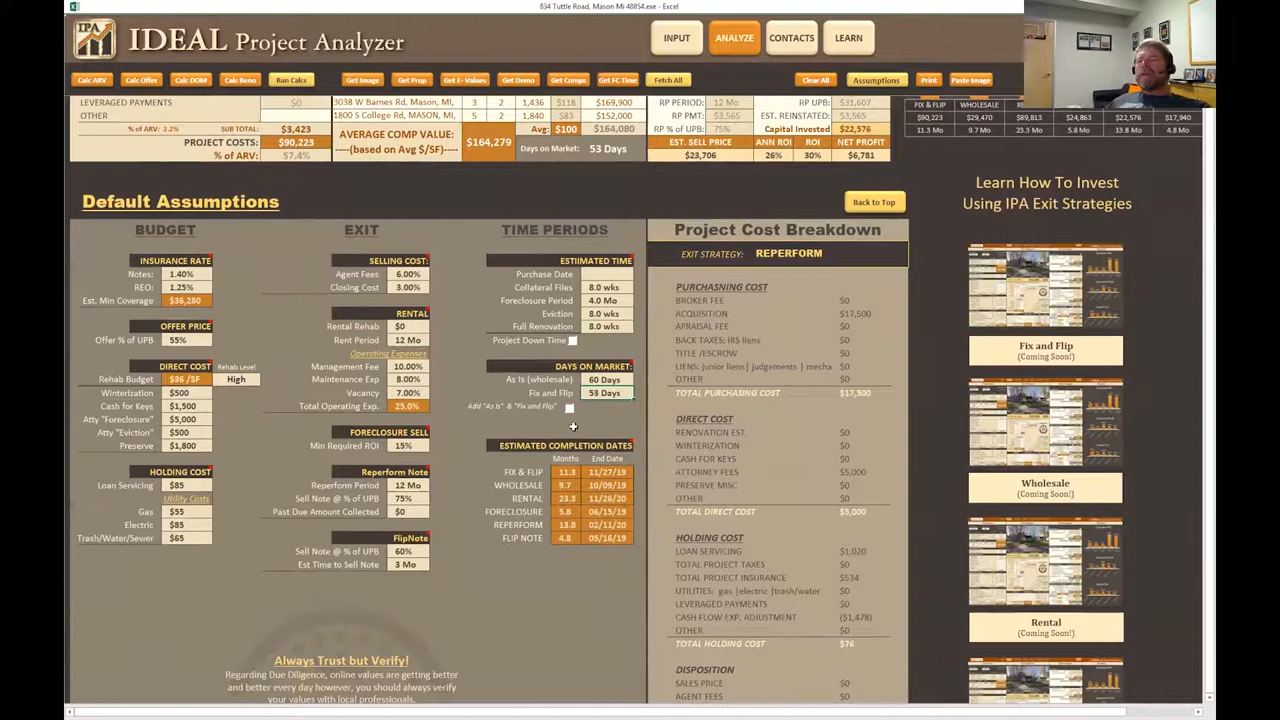 834 Tuttle Road, Mason Mi 48854.exe - Excel
IPA
IDEAL Project Analyzer
INPUT
ANALYZE
CONTACTS
LEARN
Calc ARV
Calc Offer
Calc DOM
Calc Reno
Run Calcs
Get Image
Get Prop
Get E- Values
Get Demo
Get Comps
Get FC Time
Fetch All
Clear All
Assumptions
Print
Paste Image
LEVERAGED PAYMENTS $0
OTHER
% of ARV: 2.2% SUB TOTAL: $3,423
PROJECT COSTS: $90,223
% of ARV: 57.4%
3038 W Barnes Rd, Mason, MI, 3 2 1,436 $118 $169,900
1800 S College Rd, MASON, MI, 5 2 1,840 $83 $152,000
AVERAGE COMP VALUE:
----(based on Avg $/SF)----
$164,279
Avg: $100 $164,080
Days on Market: 53 Days
RP PERIOD: 12 Mo RP UPB: $31,607
RP PMT: $3,565 EST. REINSTATED: $3,565
RP % of UPB: 75% Capital Invested $22,576
EST. SELL PRICE ANN ROI ROI NET PROFIT
$23,706 26% 30% $6,781
FIX & FLIP WHOLESALE
$90,223 $29,470 $89,813 $24,863 $22,576 $17,940
11.3 Mo 9.7 Mo 23.3 Mo 5.8 Mo 13.8 Mo 4.8 Mo
Default Assumptions
Back to Top
BUDGET
INSURANCE RATE
Notes: 1.40%
REO: 1.25%
Est. Min Coverage $36,280
OFFER PRICE
Offer % of UPB 55%
DIRECT COST Rehab Level
Rehab Budget $36 /SF High
Winterization $500
Cash for Keys $1,500
Atty "Foreclosure" $5,000
Atty "Eviction" $500
Preserve $1,800
HOLDING COST
Loan Servicing $85
Utility Costs
Gas $55
Electric $85
Trash/Water/Sewer $65
EXIT
SELLING COST:
Agent Fees 6.00%
Closing Cost 3.00%
RENTAL
Rental Rehab $0
Rent Period 12 Mo
Operating Expenses
Management Fee 10.00%
Maintenance Exp 8.00%
Vacancy 7.00%
Total Operating Exp. 25.0%
FORECLOSURE SELL
Min Required ROI 15%
Reperform Note
Reperform Period 12 Mo
Sell Note @ % of UPB 75%
Past Due Amount Collected $0
FlipNote
Sell Note @ % of UPB 60%
Est Time to Sell Note 3 Mo
TIME PERIODS
ESTIIMATED TIME
Purchase Date
Collateral Files 8.0 wks
Foreclosure Period 4.0 Mo
Eviction 8.0 wks
Full Renovation 8.0 wks
Project Down Time
DAYS ON MARKET:
As Is (wholesale) 60 Days
Fix and Flip 53 Days
Add "As Is" & "Fix and Flip"
ESTIMATED COMPLETION DATES
Months End Date
FIX & FLIP 11.3 11/27/19
WHOLESALE 9.7 10/09/19
RENTAL 23.3 11/26/20
FORECLOSURE 5.8 06/15/19
REPERFORM 13.8 02/11/20
FLIP NOTE 4.8 05/16/19
Project Cost Breakdown
EXIT STRATEGY: REPERFORM
PURCHASNING COST
BROKER FEE $0
ACQUISITION $17,500
APRAISAL FEE $0
BACK TAXES; IRS liens $0
TITLE /ESCROW $0
LIENS: junior liens| judgements | mecha $0
OTHER $0
TOTAL PURCHASING COST $17,500
DIRECT COST
RENOVATION EST. $0
WINTERIZATION $0
CASH FOR KEYS $0
ATTORNEY FEES $5,000
PRESERVE MISC $0
OTHER $0
TOTAL DIRECT COST $5,000
HOLDING COST
LOAN SERVICING $1,020
TOTAL PROJECT TAXES $0
TOTAL PROJECT INSURANCE $534
UTILITIES: gas |electric |trash/water $0
LEVERAGED PAYMENTS $0
CASH FLOW EXP. ADJUSTMENT ($1,478)
OTHER $0
TOTAL HOLDING COST $76
DISPOSITION
SALES PRICE $0
AGENT FEES $0
Always Trust but Verify!
Regarding Due Diligence, online values are getting better
and better every day however, you should always verify
your values with local professionals.
Learn How To Invest
Using IPA Exit Strategies
Fix and Flip
(Coming Soon!)
Wholesale
(Coming Soon!)
Rental
(Coming Soon!)